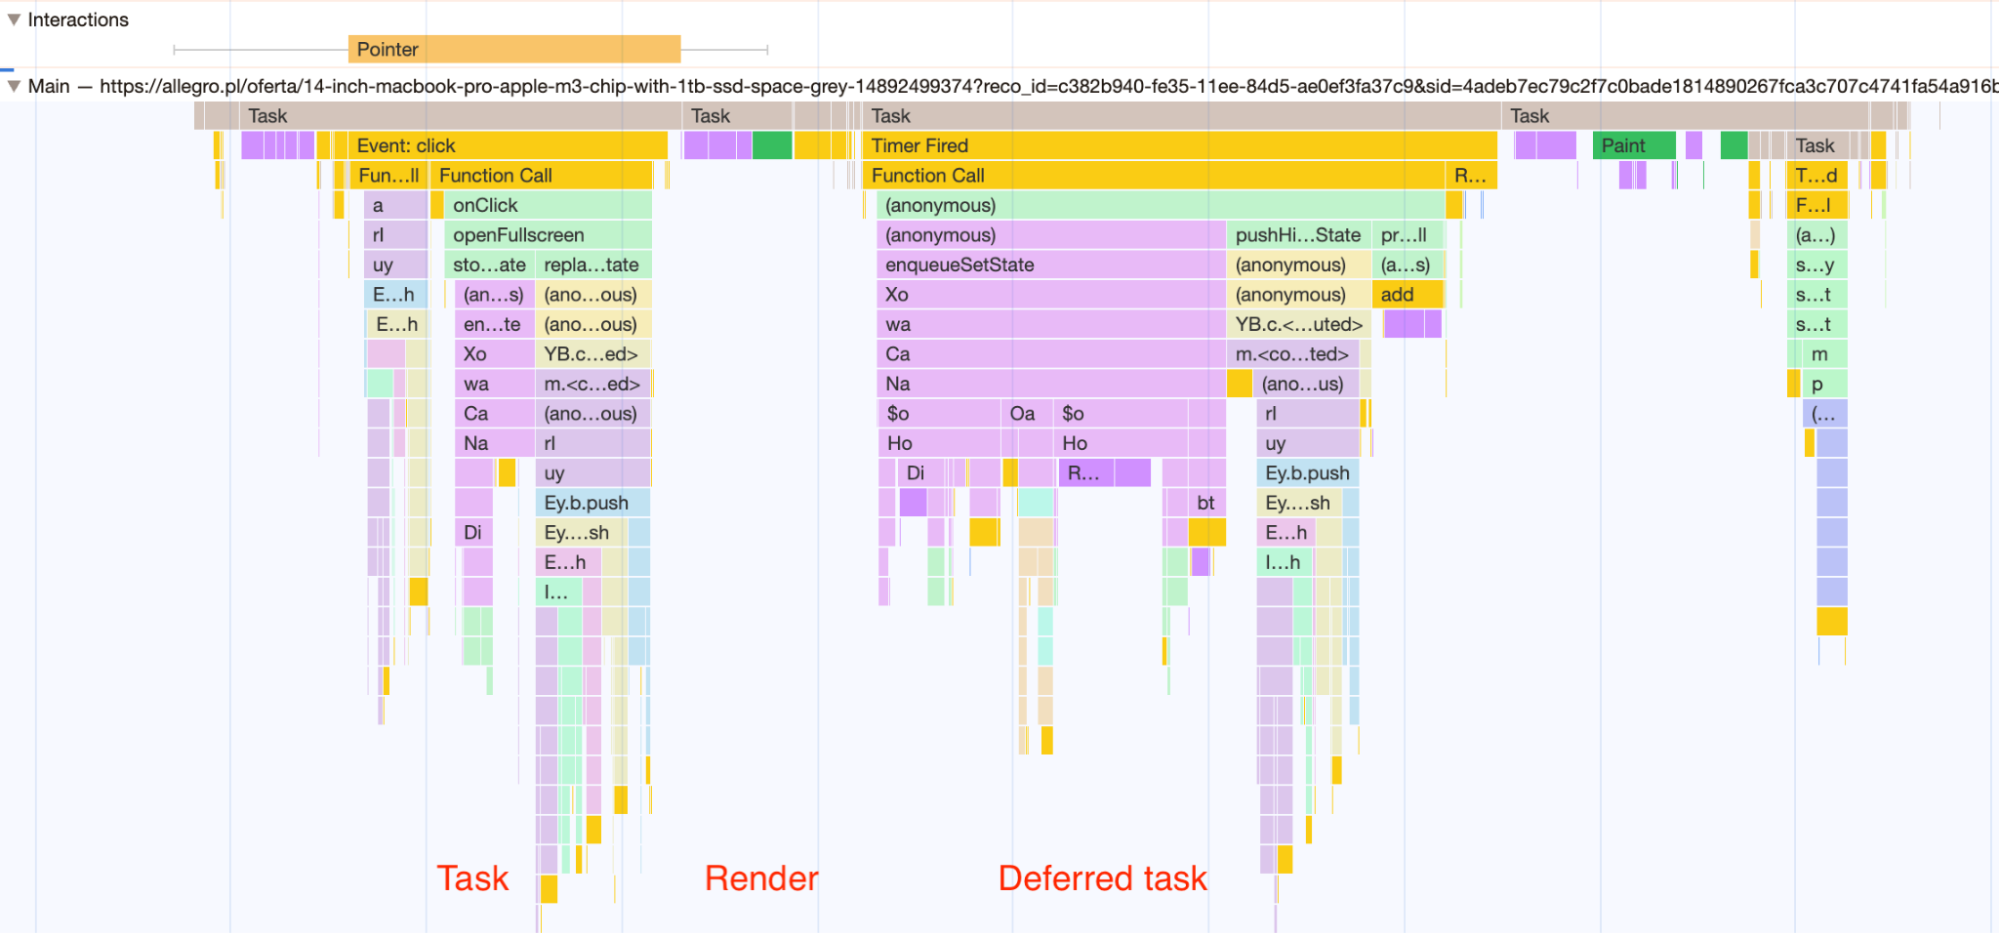 Interactions
Pointer
Main — https://allegro.pl/oferta/14-inch-macbook-pro-apple-m3-chip-with-1tb-ssd-space-grey-14892499374?reco_id=c382b940-fe35-11ee-84d5-ae0ef3fa37c9&sid=4adeb7ec79c2f7c0bade1814890267fca3c707c4741fa54a916b
Task Task Task Task
Event: click Timer Fired Paint Task
Fun...ll Function Call Function Call R... T...d
a onClick (anonymous) F...l
rl openFullscreen (anonymous) pushHi...State pr...ll (a...)
uy sto...ate repla...tate enqueueSetState (anonymous) (a...s) s...y
E...h (an...s) (ano...ous) Xo (anonymous) add s...t
E...h en...te (ano...ous) wa YB.c.<...uted> s...t
Xo YB.c...ed> Ca m.<co...ted> m
wa m.<c...ed> Na (ano...us) p
Ca (ano...ous) $o Oa $o rl (...
Na rl Ho Ho uy
uy Di R... Ey.b.push
Ey.b.push bt Ey....sh
Di Ey....sh E...h
E...h I...h
I...
Task Render Deferred task